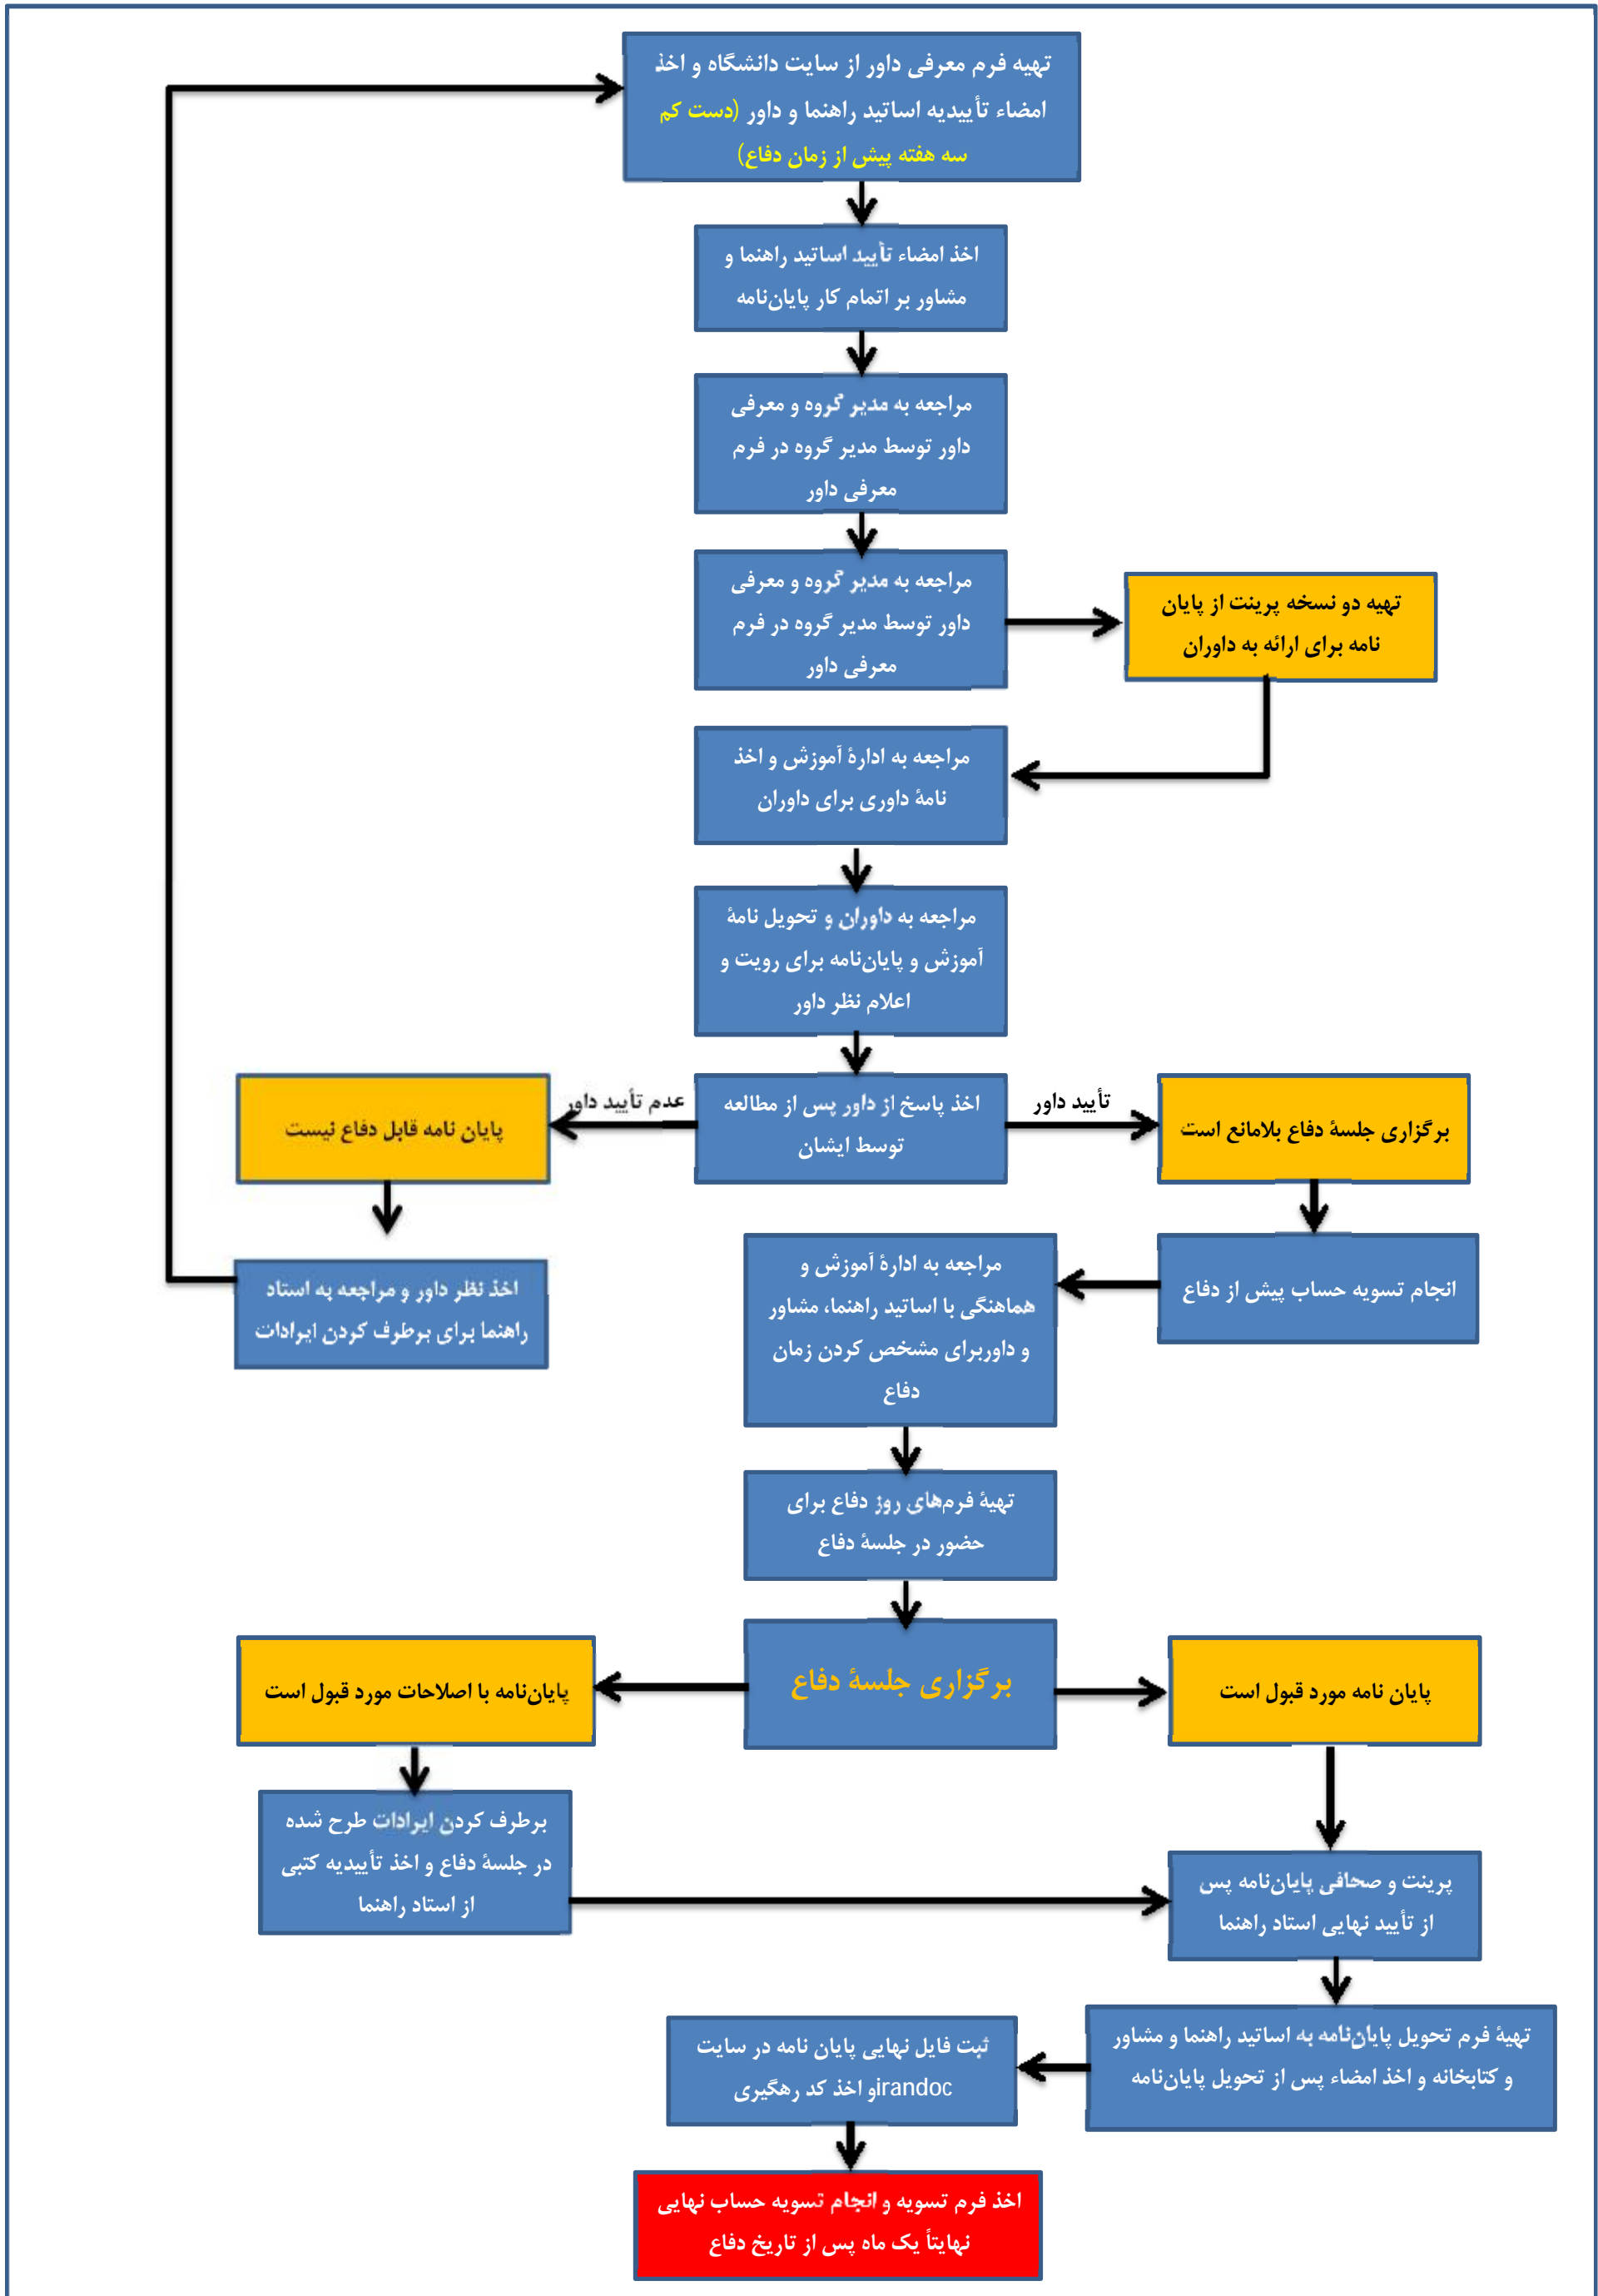 تهیه فرم معرفی داور از سایت دانشگاه و اخذ
امضاء تأییدیه اساتید راهنما و داور (دست کم
سه هفته پیش از زمان دفاع)
اخذ امضاء تأیید اساتید راهنما و
مشاور بر اتمام کار پایان‌نامه
مراجعه به مدیر گروه و معرفی
داور توسط مدیر گروه در فرم
معرفی داور
مراجعه به مدیر گروه و معرفی
داور توسط مدیر گروه در فرم
معرفی داور
تهیه دو نسخه پرینت از پایان
نامه برای ارائه به داوران
مراجعه به ادارهٔ آموزش و اخذ
نامهٔ داوری برای داوران
مراجعه به داوران و تحویل نامهٔ
آموزش و پایان‌نامه برای رویت و
اعلام نظر داور
اخذ پاسخ از داور پس از مطالعه
توسط ایشان
تأیید داور
برگزاری جلسهٔ دفاع بلامانع است
عدم تأیید داور
پایان نامه قابل دفاع نیست
انجام تسویه حساب پیش از دفاع
مراجعه به ادارهٔ آموزش و
هماهنگی با اساتید راهنما، مشاور
و داوربرای مشخص کردن زمان
دفاع
اخذ نظر داور و مراجعه به استاد
راهنما برای برطرف کردن ایرادات
تهیهٔ فرم‌های روز دفاع برای
حضور در جلسهٔ دفاع
برگزاری جلسهٔ دفاع
پایان نامه مورد قبول است
پایان‌نامه با اصلاحات مورد قبول است
برطرف کردن ایرادات طرح شده
در جلسهٔ دفاع و اخذ تأییدیه کتبی
از استاد راهنما
پرینت و صحافی پایان‌نامه پس
از تأیید نهایی استاد راهنما
تهیهٔ فرم تحویل پایان‌نامه به اساتید راهنما و مشاور
و کتابخانه و اخذ امضاء پس از تحویل پایان‌نامه
ثبت فایل نهایی پایان نامه در سایت
irandocو اخذ کد رهگیری
اخذ فرم تسویه و انجام تسویه حساب نهایی
نهایتاً یک ماه پس از تاریخ دفاع